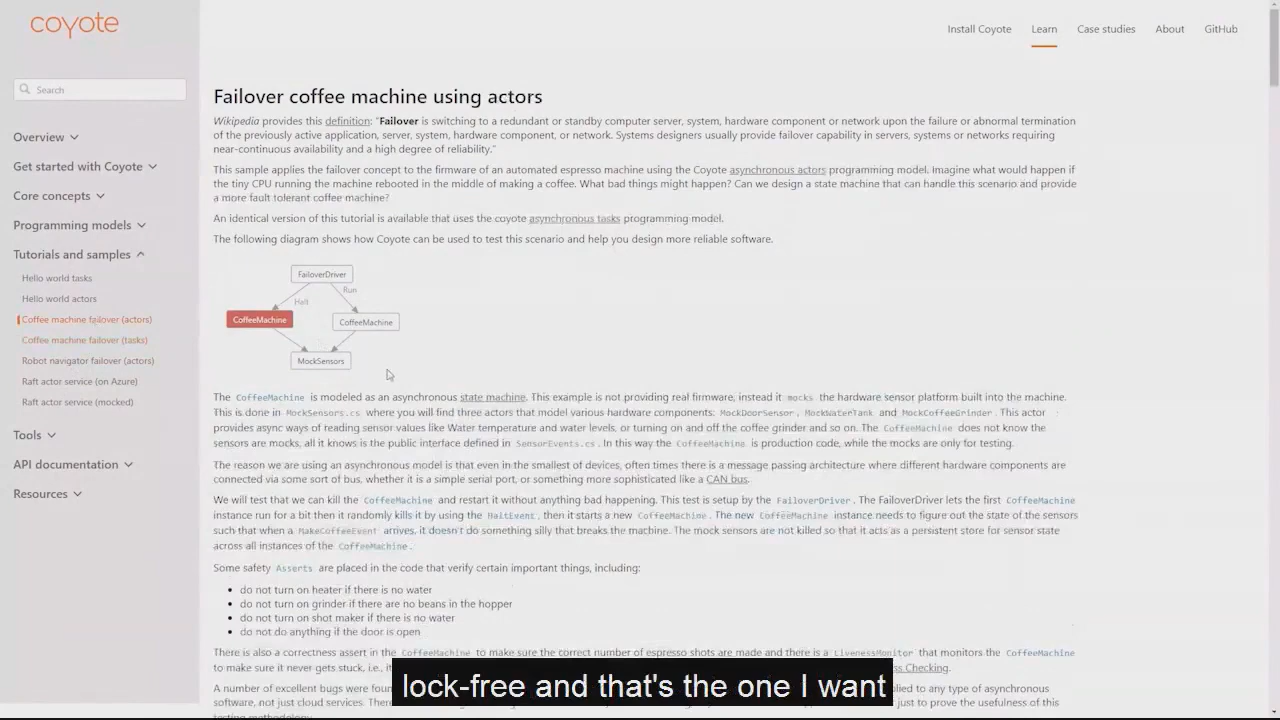 coyote
Install Coyote
Learn
Case studies
About
GitHub
Search
Overview
Get started with Coyote
Core concepts
Programming models
Tutorials and samples
Hello world tasks
Hello world actors
Coffee machine failover (actors)
Coffee machine failover (tasks)
Robot navigator failover (actors)
Raft actor service (on Azure)
Raft actor service (mocked)
Tools
API documentation
Resources
Failover coffee machine using actors
Wikipedia provides this definition: "Failover is switching to a redundant or standby computer server, system, hardware component or network upon the failure or abnormal termination
of the previously active application, server, system, hardware component, or network. Systems designers usually provide failover capability in servers, systems or networks requiring
near-continuous availability and a high degree of reliability."
This sample applies the failover concept to the firmware of an automated espresso machine using the Coyote asynchronous actors programming model. Imagine what would happen if
the tiny CPU running the machine rebooted in the middle of making a coffee. What bad things might happen? Can we design a state machine that can handle this scenario and provide
a more fault tolerant coffee machine?
An identical version of this tutorial is available that uses the coyote asynchronous tasks programming model.
The following diagram shows how Coyote can be used to test this scenario and help you design more reliable software.
FailoverDriver
Halt
Run
CoffeeMachine
CoffeeMachine
MockSensors
The CoffeeMachine is modeled as an asynchronous state machine. This example is not providing real firmware, instead it mocks the hardware sensor platform built into the machine.
This is done in MockSensors.cs where you will find three actors that model various hardware components: MockDoorSensor, MockWaterTank and MockCoffeeGrinder. This actor
provides async ways of reading sensor values like Water temperature and water levels, or turning on and off the coffee grinder and so on. The CoffeeMachine does not know the
sensors are mocks, all it knows is the public interface defined in SensorEvents.cs. In this way the CoffeeMachine is production code, while the mocks are only for testing.
The reason we are using an asynchronous model is that even in the smallest of devices, often times there is a message passing architecture where different hardware components are
connected via some sort of bus, whether it is a simple serial port, or something more sophisticated like a CAN bus.
We will test that we can kill the CoffeeMachine and restart it without anything bad happening. This test is setup by the FailoverDriver. The FailoverDriver lets the first CoffeeMachine
instance run for a bit then it randomly kills it by using the HaltEvent, then it starts a new CoffeeMachine. The new CoffeeMachine instance needs to figure out the state of the sensors
such that when a MakeCoffeeEvent arrives, it doesn't do something silly that breaks the machine. The mock sensors are not killed so that it acts as a persistent store for sensor state
across all instances of the CoffeeMachine.
Some safety Asserts are placed in the code that verify certain important things, including:
• do not turn on heater if there is no water
• do not turn on grinder if there are no beans in the hopper
• do not turn on shot maker if there is no water
• do not do anything if the door is open
There is also a correctness assert in the CoffeeMachine to make sure the correct number of espresso shots are made and there is a LivenessMonitor that monitors the CoffeeMachine
to make sure it never gets stuck, i.e., Checking.
A number of excellent bugs were to any type of asynchronous
software, not just cloud services. just to prove the usefulness of this
testing methodology.
lock-free and that's the one I want